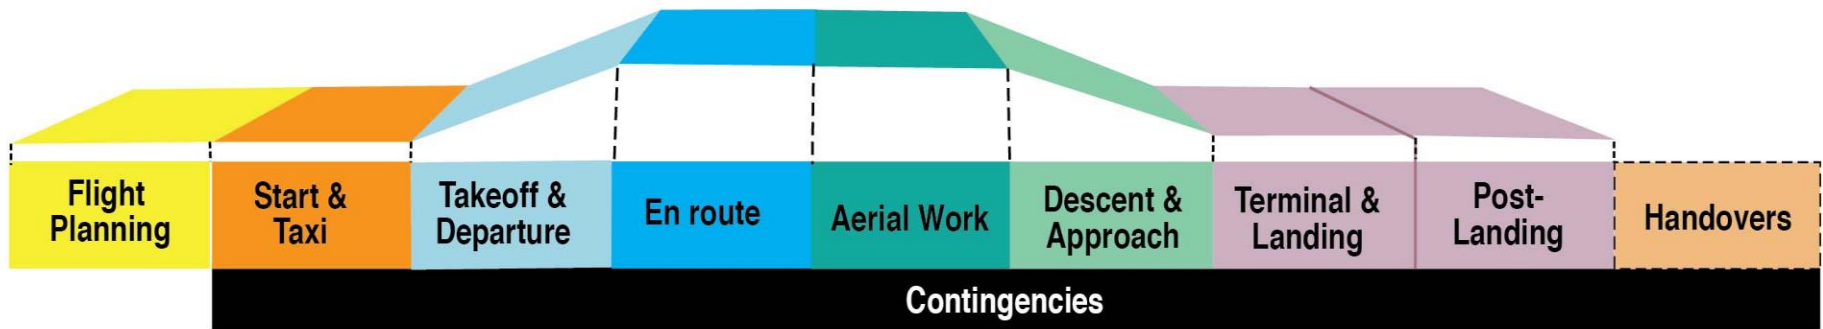 Flight
Planning
Start &
Taxi
Takeoff &
Departure
En route
Aerial Work
Descent &
Approach
Terminal &
Landing
Post-
Landing
Handovers
Contingencies